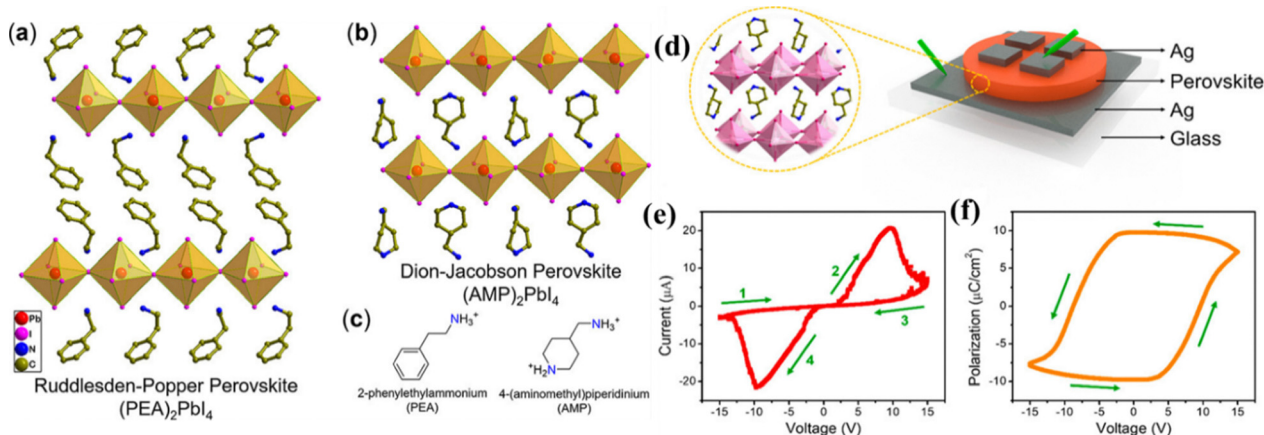 (a)
Pb
I
N
C
Ruddlesden-Popper Perovskite
(PEA)₂PbI₄
(b)
Dion-Jacobson Perovskite
(AMP)₂PbI₄
(c)
NH₃⁺
2-phenylethylammonium
(PEA)
NH₃⁺
⁺H₂N
4-(aminomethyl)piperidinium
(AMP)
(d)
Ag
Perovskite
Ag
Glass
(e)
Current (µA)
20
10
0
-10
-20
1
2
3
4
-15 -10 -5 0 5 10 15
Voltage (V)
(f)
Polarization (µC/cm²)
10
5
0
-5
-10
-15 -10 -5 0 5 10 15
Voltage (V)